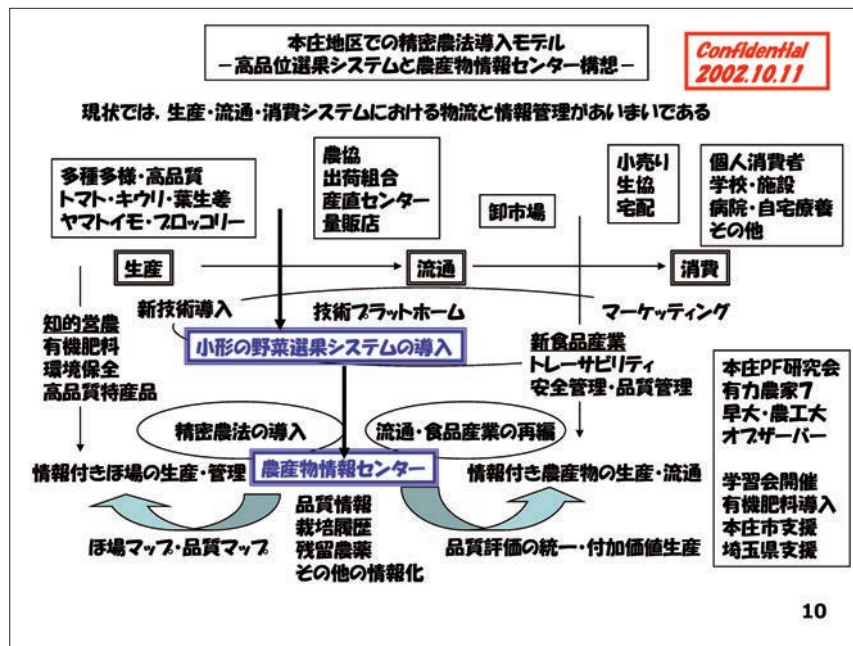 本庄地区での精密農法導入モデル
－高品位選果システムと農産物情報センター構想－
Confidential
2002.10.11
現状では，生産・流通・消費システムにおける物流と情報管理があいまいである
多種多様・高品質
トマト・キウリ・葉生姜
ヤマトイモ・ブロッコリー
農協
出荷組合
産直センター
量販店
卸市場
小売り
生協
宅配
個人消費者
学校・施設
病院・自宅療養
その他
生産
流通
消費
新技術導入
技術プラットホーム
マーケッティング
知的営農
有機肥料
環境保全
高品質特産品
小形の野菜選果システムの導入
新食品産業
トレーサビリティ
安全管理・品質管理
本庄PF研究会
有力農家7
早大・農工大
オブザーバー
学習会開催
有機肥料導入
本庄市支援
埼玉県支援
精密農法の導入
流通・食品産業の再編
情報付きほ場の生産・管理
農産物情報センター
情報付き農産物の生産・流通
品質情報
栽培履歴
残留農薬
その他の情報化
ほ場マップ・品質マップ
品質評価の統一・付加価値生産
10